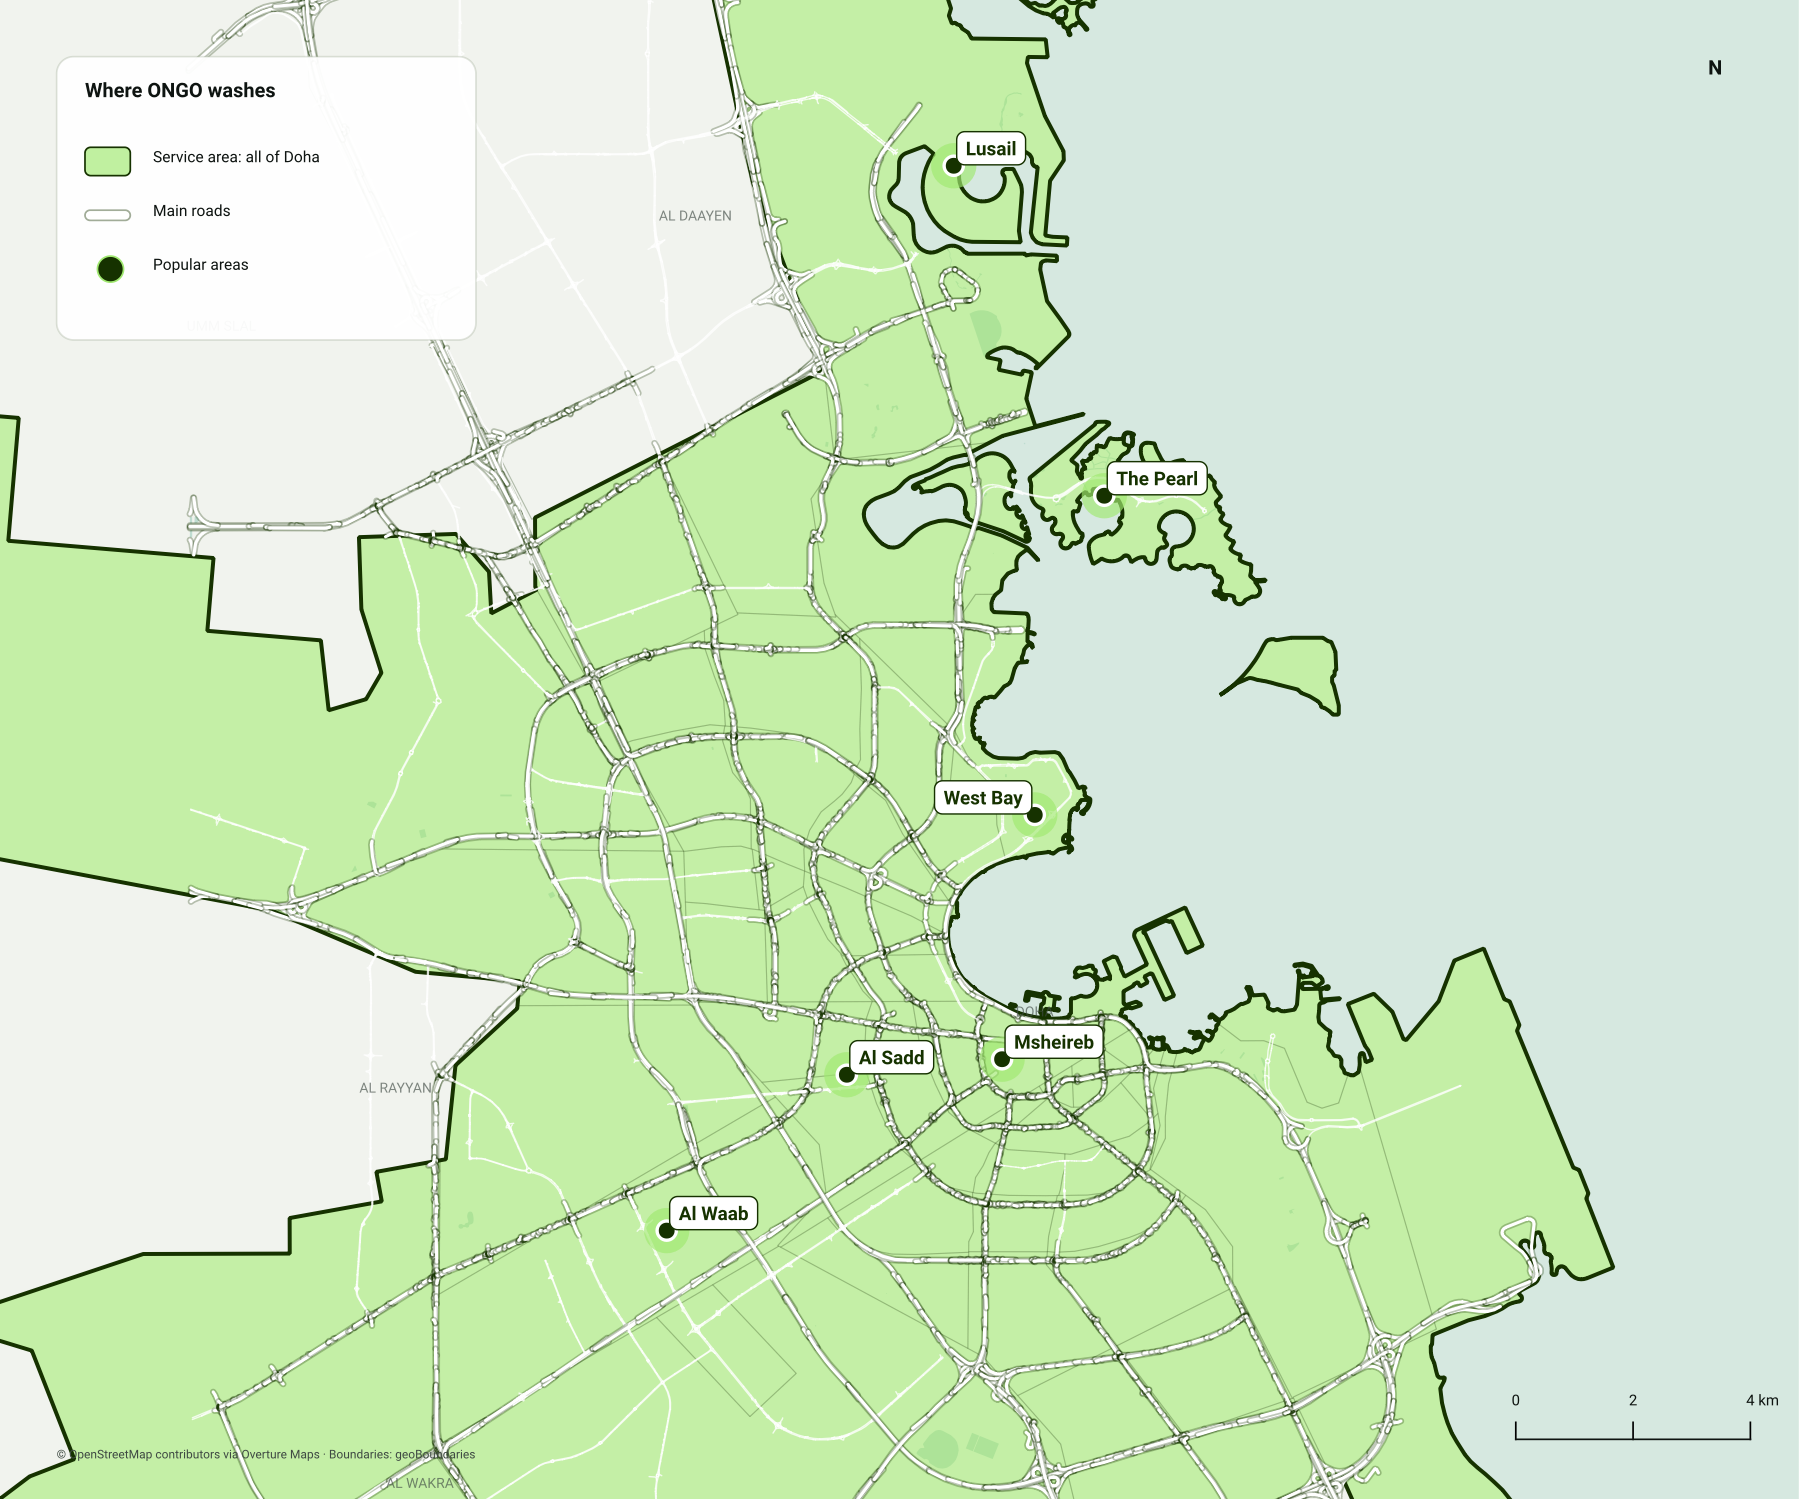 Where ONGO washes
Service area: all of Doha
Main roads
Popular areas
N
Lusail
AL DAAYEN
The Pearl
West Bay
Msheireb
Al Sadd
AL RAYYAN
Al Waab
0 2 4 km
© OpenStreetMap contributors via Overture Maps · Boundaries: geoBoundaries
AL WAKRA